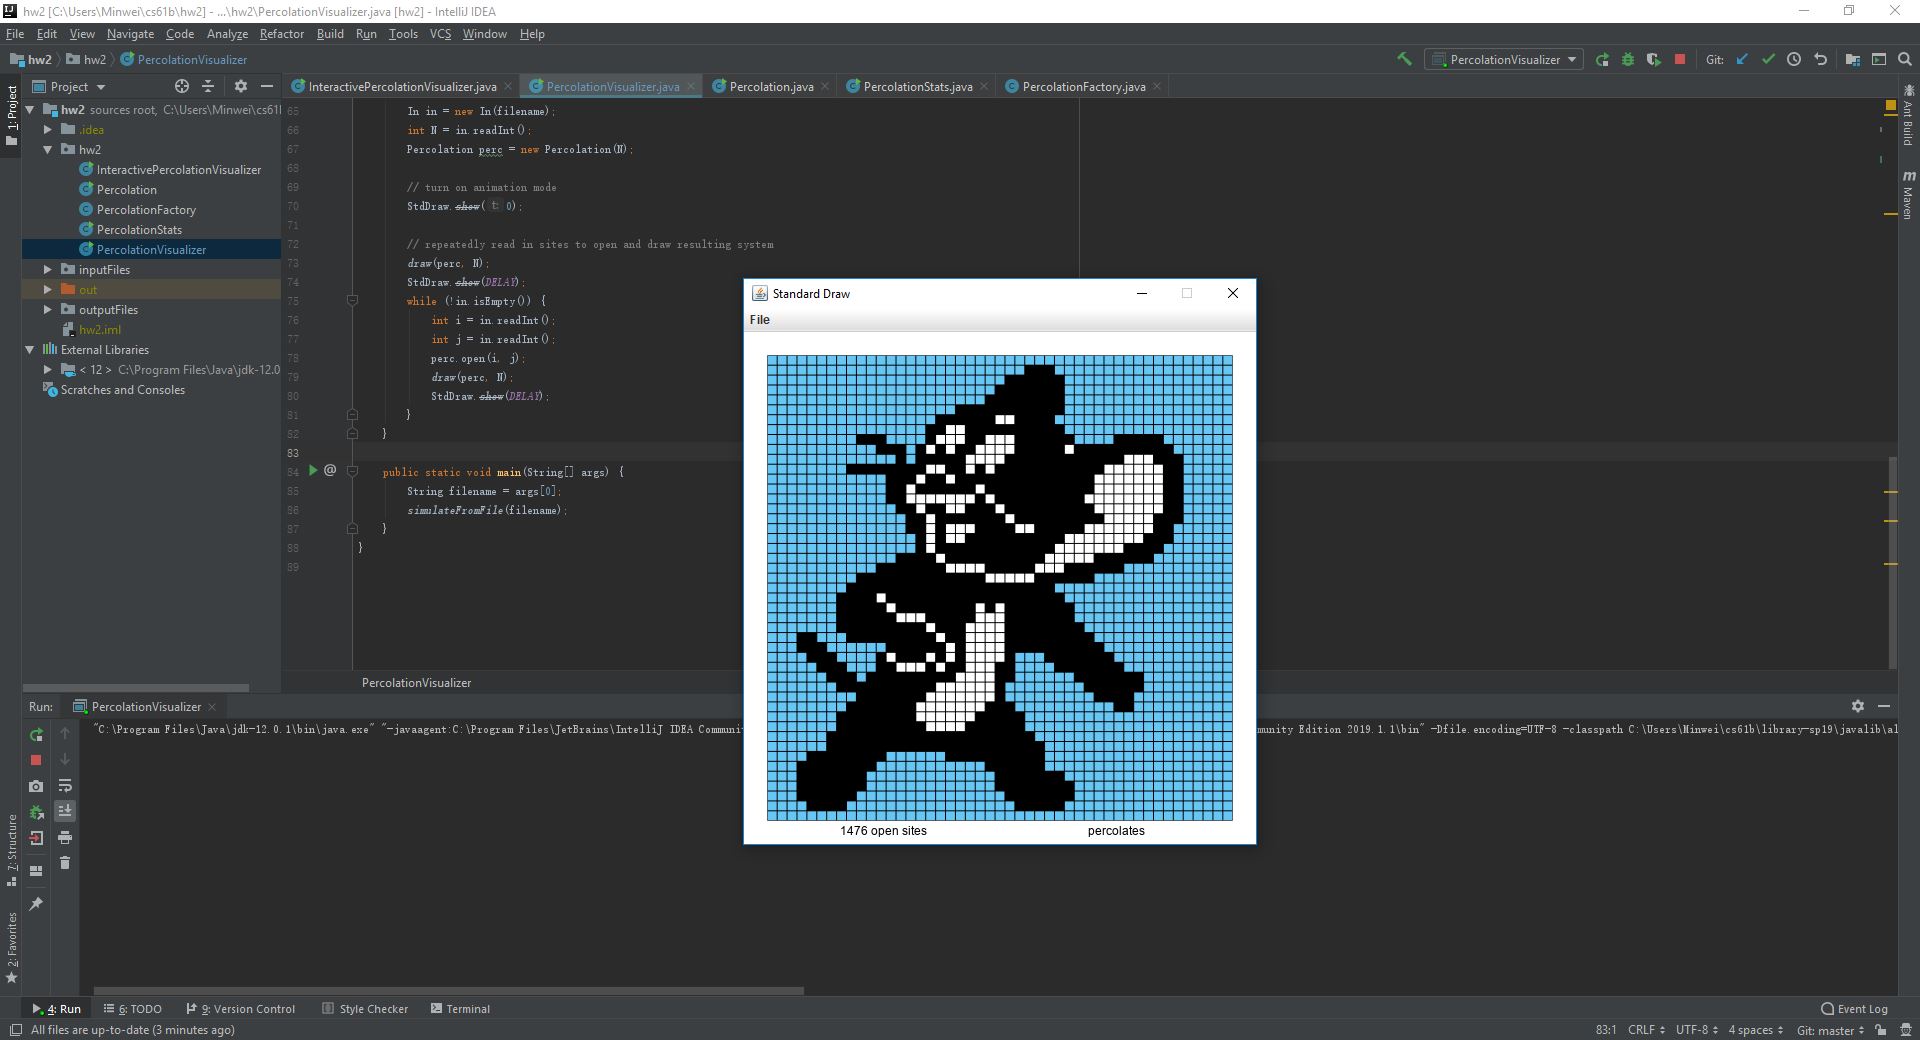 hw2 [C:\Users\Minwei\cs61b\hw2] - ...\hw2\PercolationVisualizer.java [hw2] - IntelliJ IDEA
File Edit View Navigate Code Analyze Refactor Build Run Tools VCS Window Help
hw2 hw2 PercolationVisualizer
PercolationVisualizer Git:
Project
InteractivePercolationVisualizer.java PercolationVisualizer.java Percolation.java PercolationStats.java PercolationFactory.java
1: Project
hw2 sources root, C:\Users\Minwei\cs61l
.idea
hw2
InteractivePercolationVisualizer
Percolation
PercolationFactory
PercolationStats
PercolationVisualizer
inputFiles
out
outputFiles
hw2.iml
External Libraries
< 12 > C:\Program Files\Java\jdk-12.0
Scratches and Consoles
65 In in = new In(filename);
66 int N = in.readInt();
67 Percolation perc = new Percolation(N);
68
69 // turn on animation mode
70 StdDraw.show( t: 0);
71
72 // repeatedly read in sites to open and draw resulting system
73 draw(perc, N);
74 StdDraw.show(DELAY);
75 while (!in.isEmpty()) {
76 int i = in.readInt();
77 int j = in.readInt();
78 perc.open(i, j);
79 draw(perc, N);
80 StdDraw.show(DELAY);
81 }
82 }
83
84 @ public static void main(String[] args) {
85 String filename = args[0];
86 simulateFromFile(filename);
87 }
88 }
89
PercolationVisualizer
Ant Build
m Maven
Standard Draw
File
1476 open sites percolates
Run: PercolationVisualizer
"C:\Program Files\Java\jdk-12.0.1\bin\java.exe" "-javaagent:C:\Program Files\JetBrains\IntelliJ IDEA Communi
munity Edition 2019.1.1\bin" -Dfile.encoding=UTF-8 -classpath C:\Users\Minwei\cs61b\library-sp19\javalib\al
7: Structure
2: Favorites
4: Run 6: TODO 9: Version Control Style Checker Terminal Event Log
All files are up-to-date (3 minutes ago) 83:1 CRLF UTF-8 4 spaces Git: master